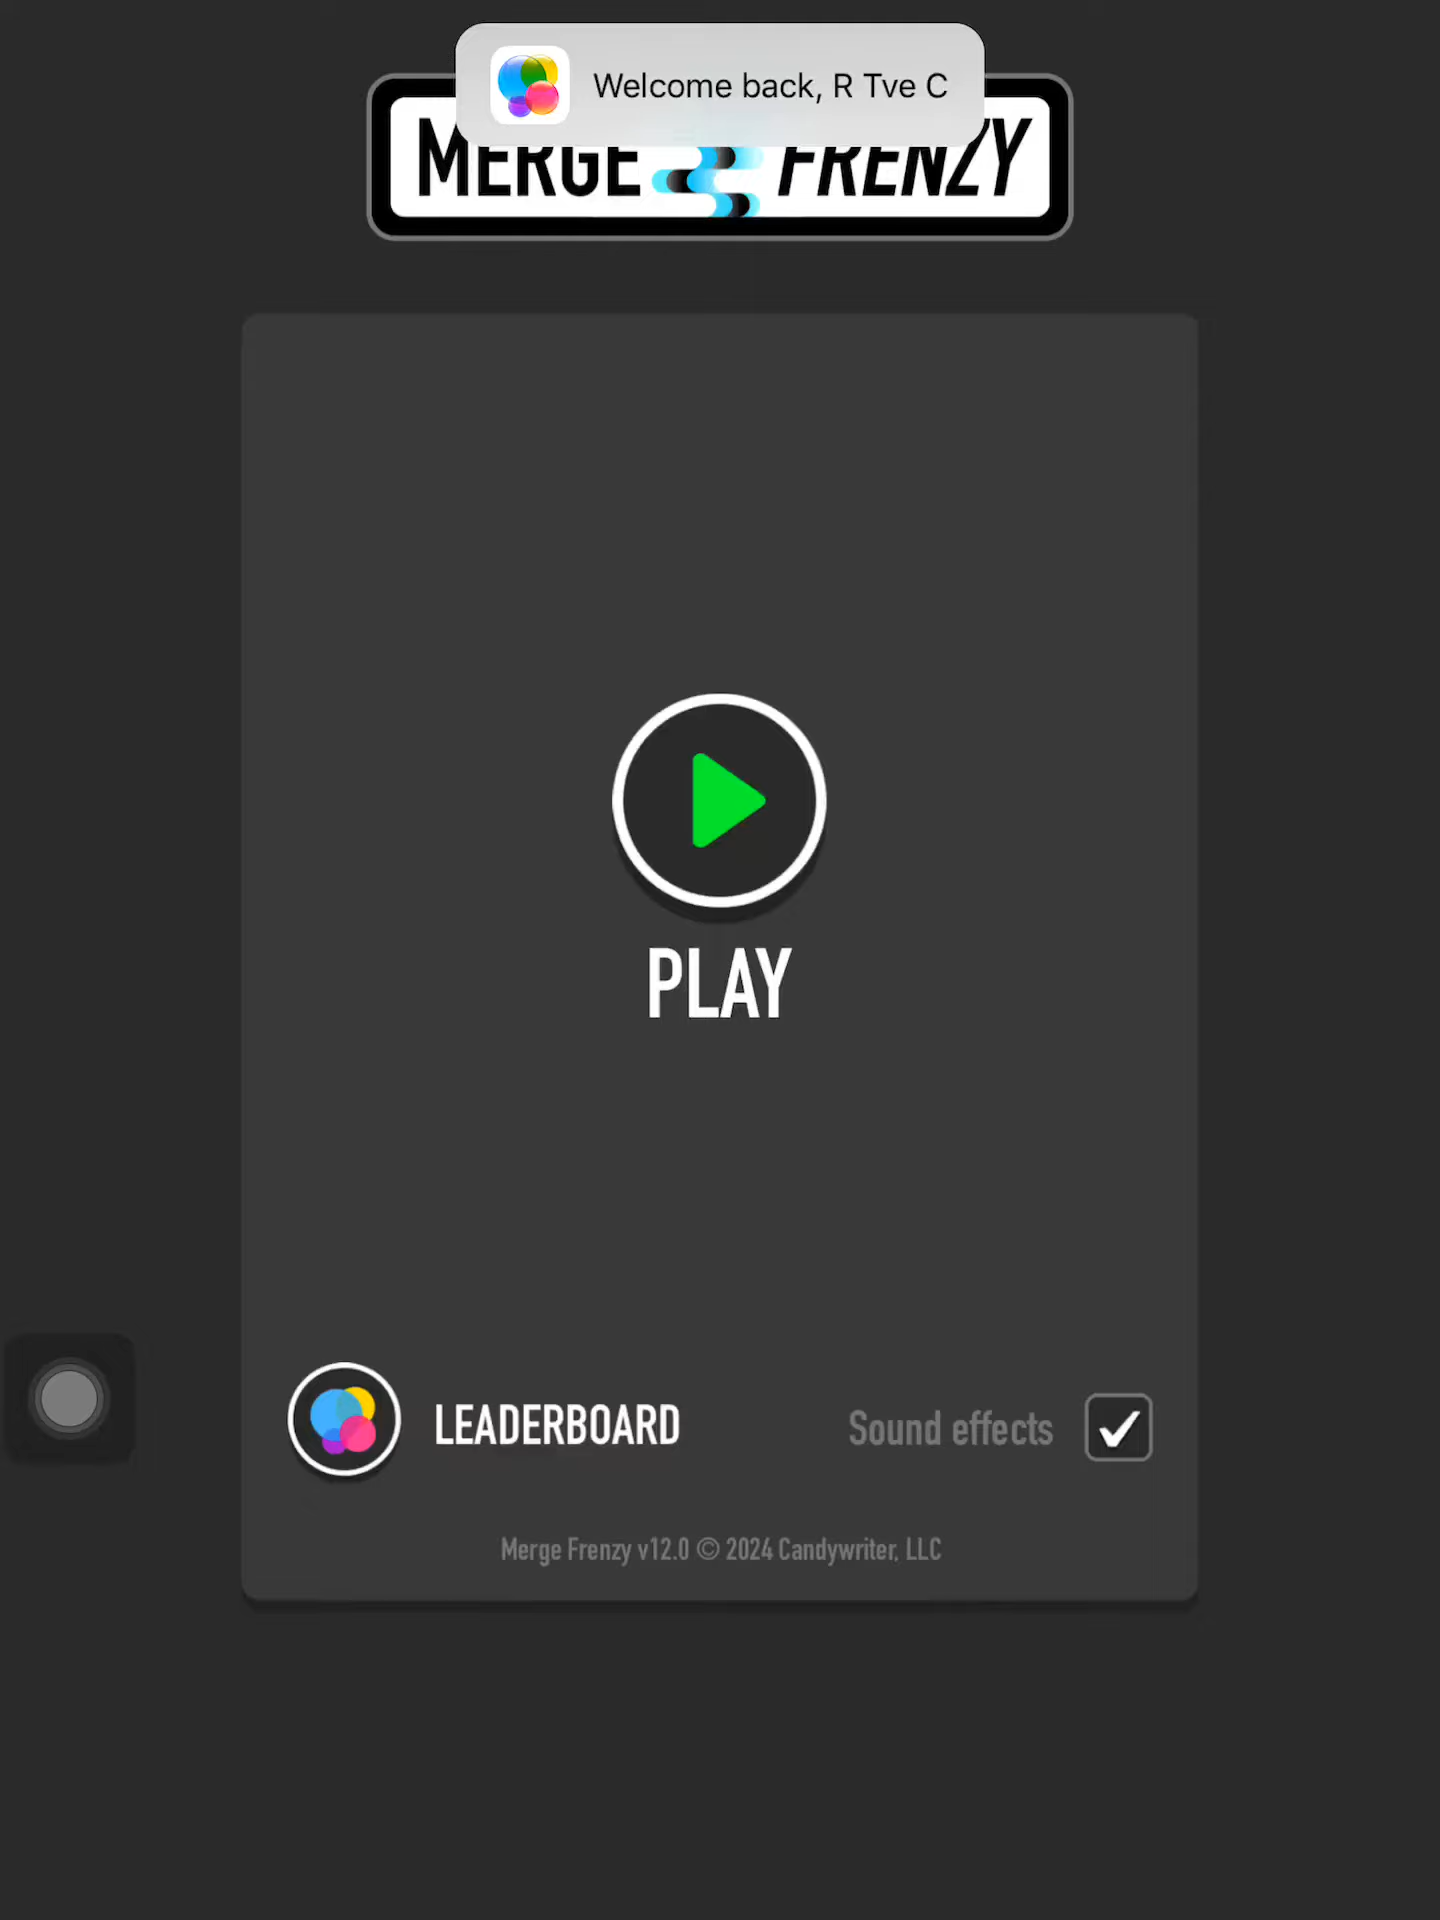 Welcome back, R Tve C
MERGE FRENZY
PLAY
LEADERBOARD
Sound effects
Merge Frenzy v12.0 © 2024 Candywriter, LLC